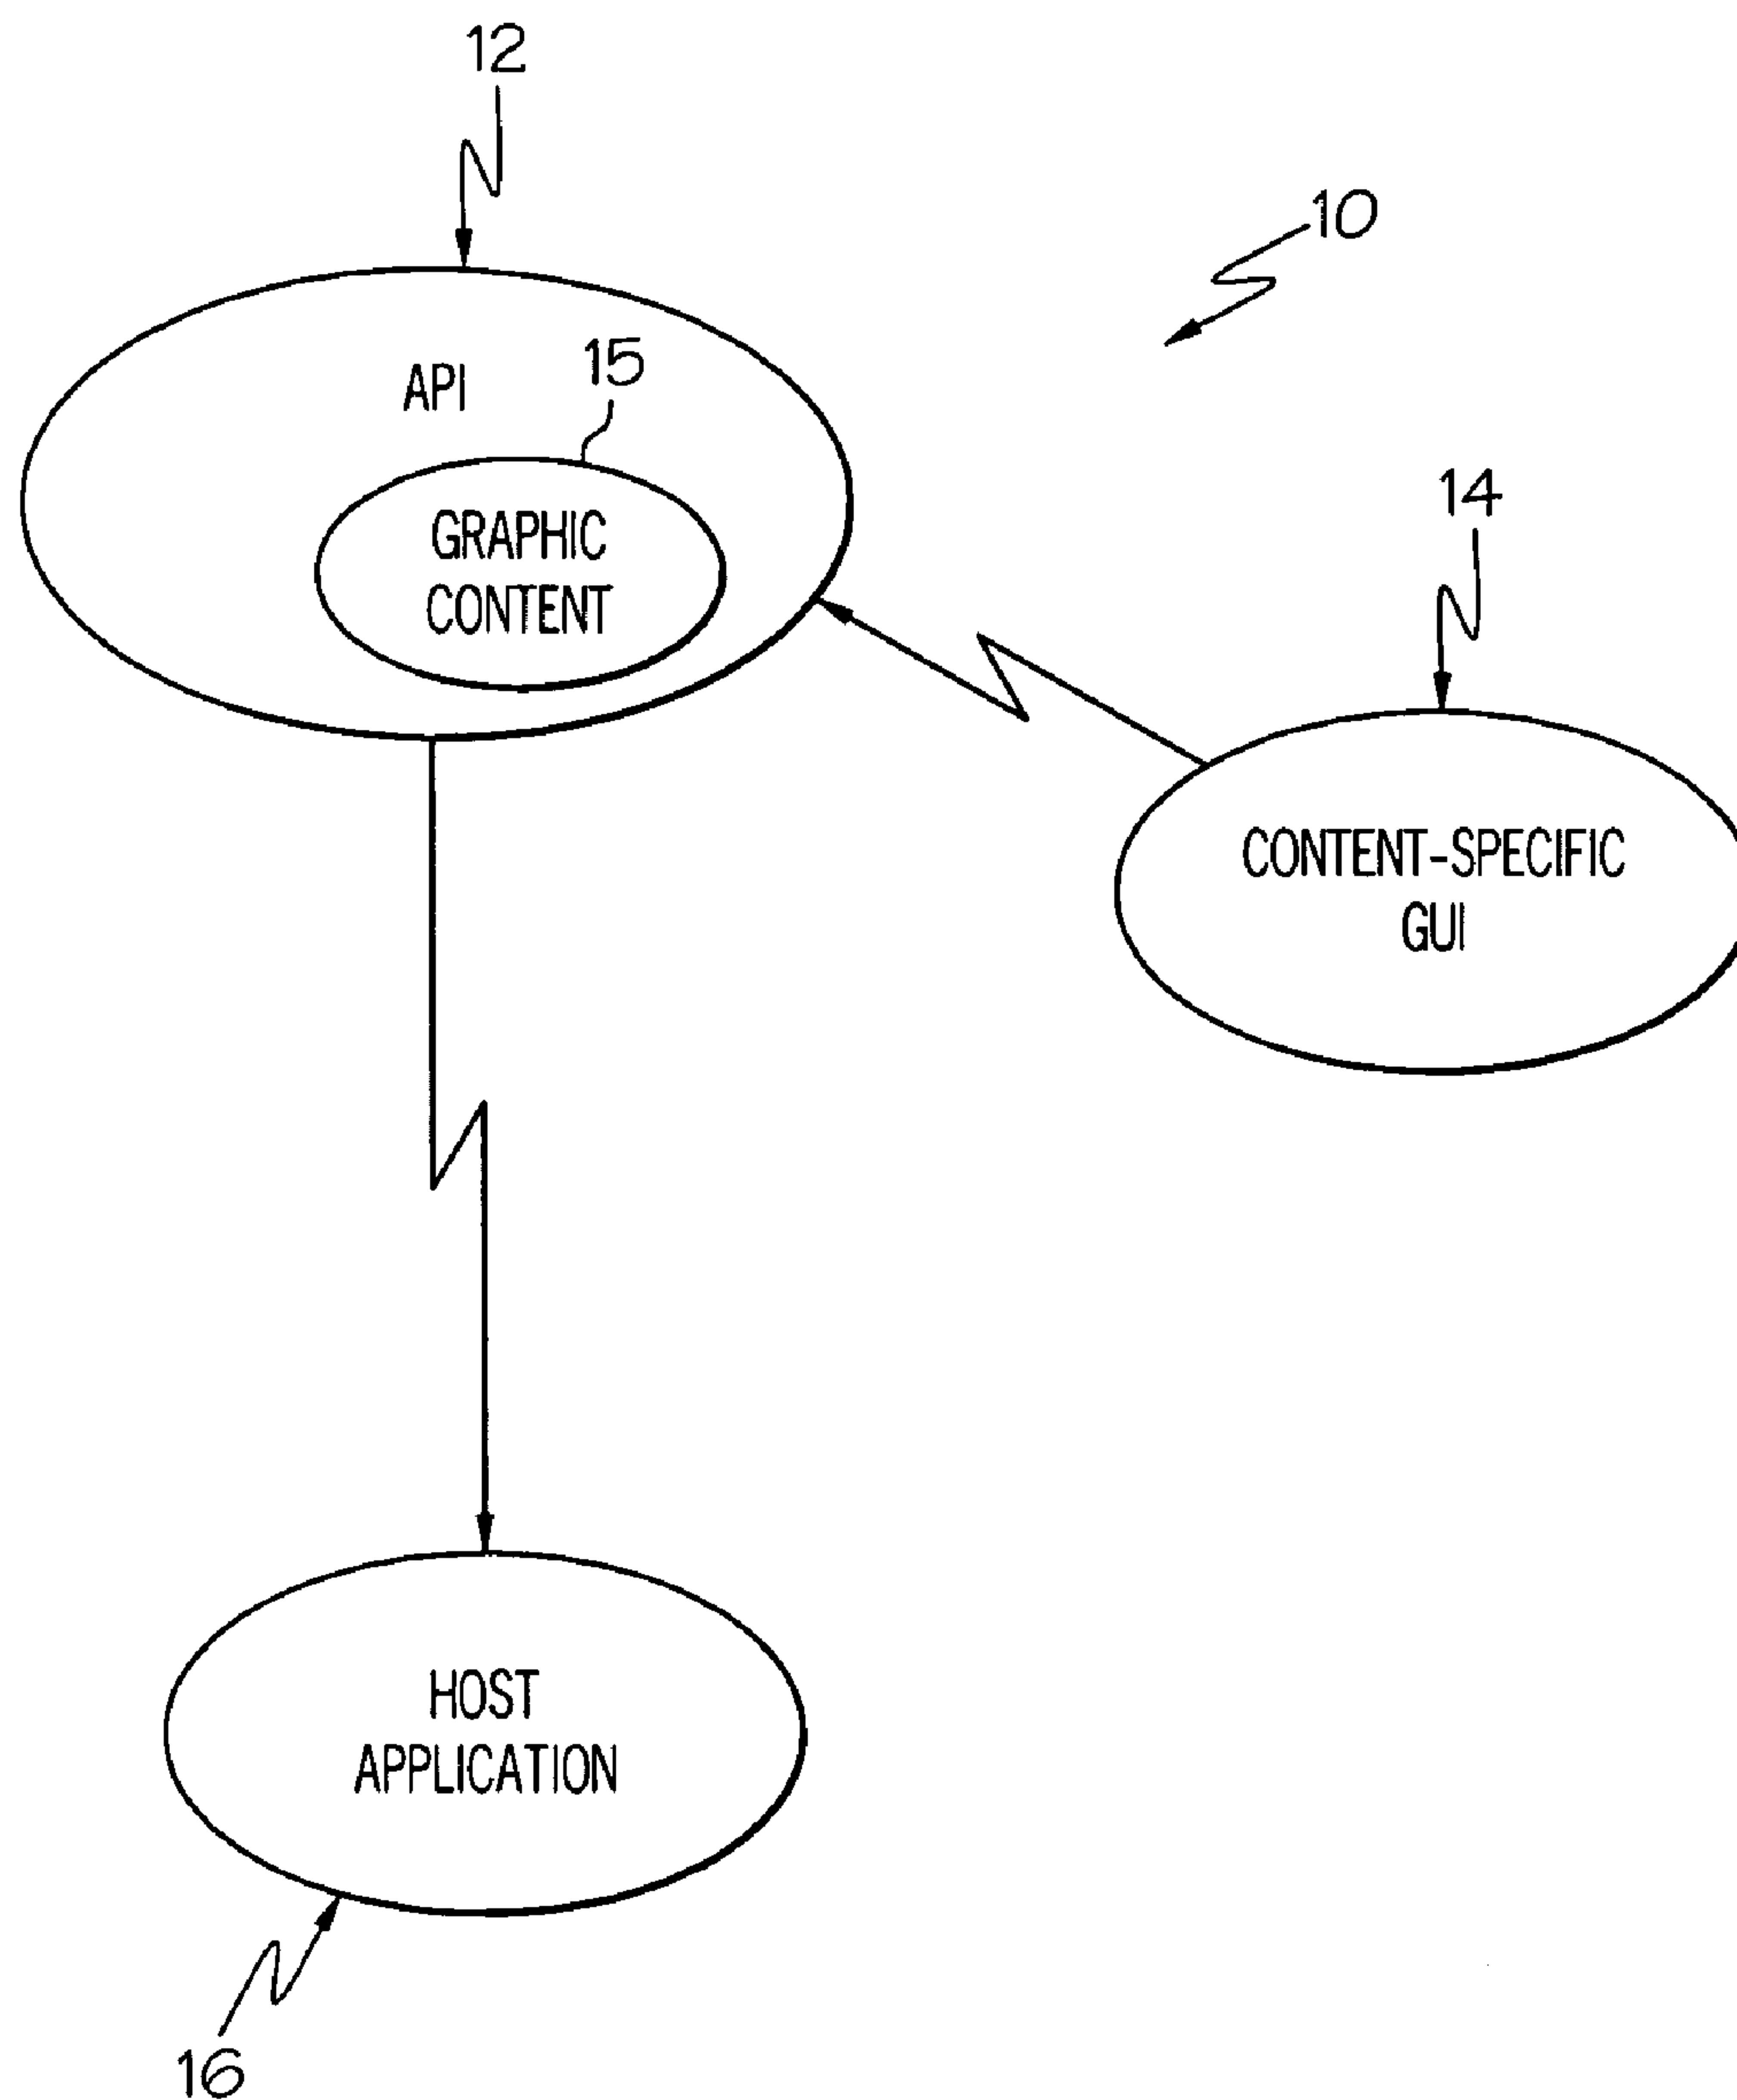 12
10
API
15
GRAPHIC
CONTENT
14
CONTENT-SPECIFIC
GUI
HOST
APPLICATION
16